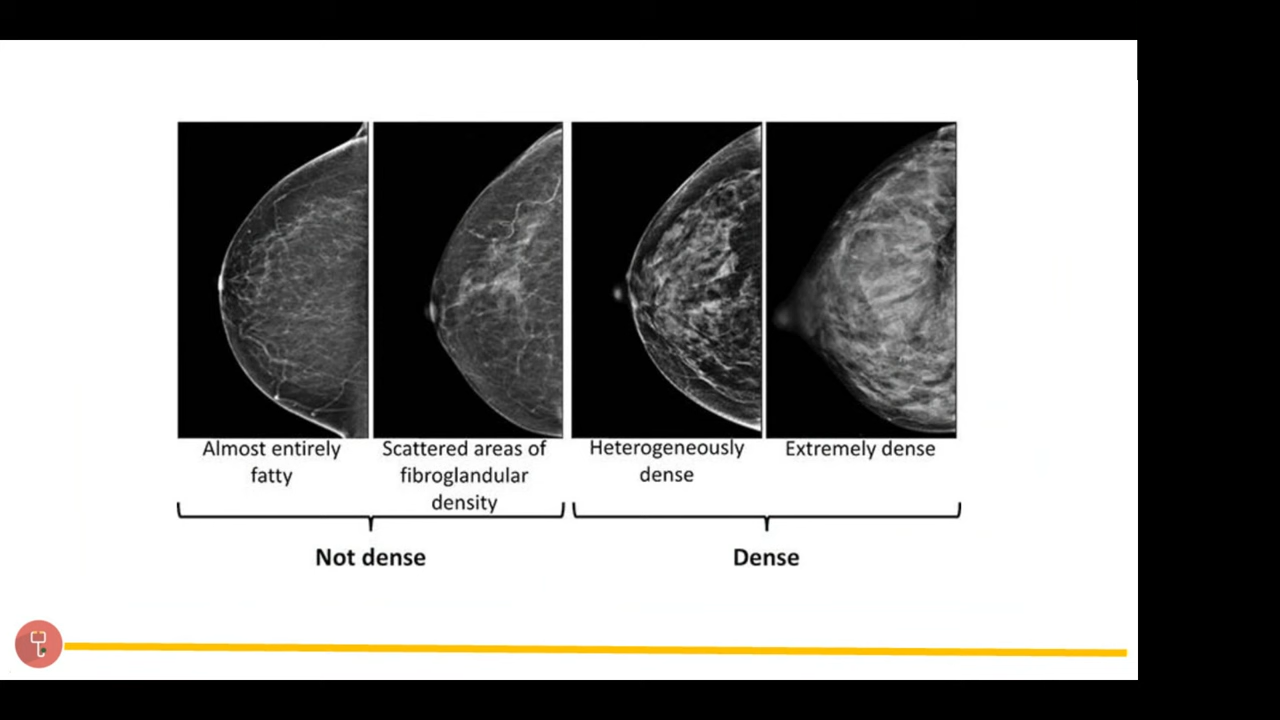 Almost entirely
fatty
Scattered areas of
fibroglandular
density
Heterogeneously
dense
Extremely dense
Not dense
Dense